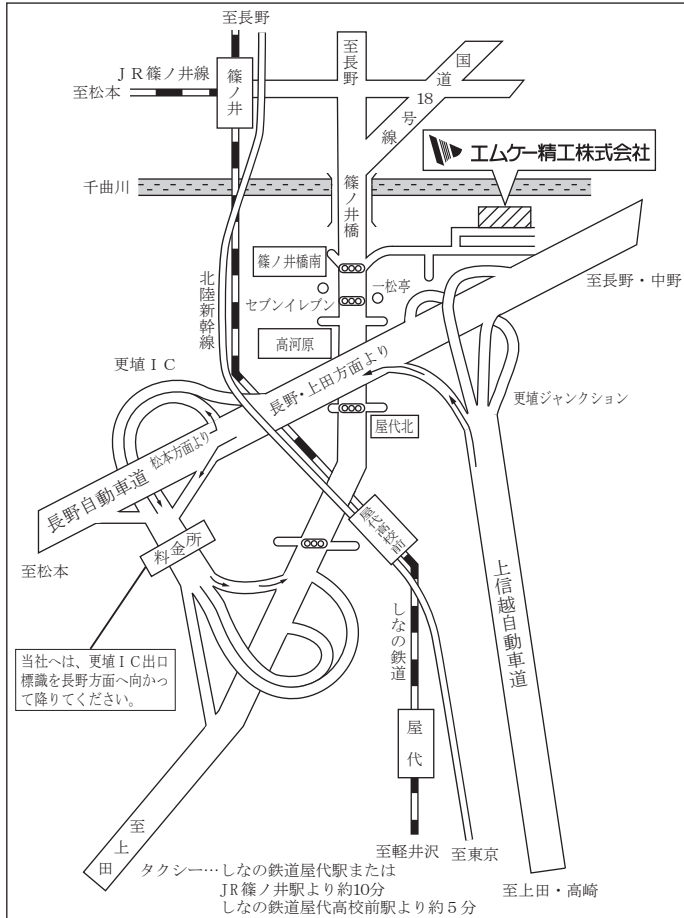 至長野
JR篠ノ井線
至松本
篠ノ井
至長野
国道
18号線
エムケー精工株式会社
千曲川
篠ノ井橋
篠ノ井橋南
一松亭
セブンイレブン
北陸新幹線
高河原
至長野・中野
更埴IC
長野・上田方面より
更埴ジャンクション
屋代北
長野自動車道
松本方面より
料金所
屋代高校前
至松本
しなの鉄道
上信越自動車道
当社へは、更埴IC出口
標識を長野方面へ向かっ
て降りてください。
屋代
至上田
至軽井沢
至東京
至上田・高崎
タクシー…しなの鉄道屋代駅または
JR篠ノ井駅より約10分
しなの鉄道屋代高校前駅より約5分